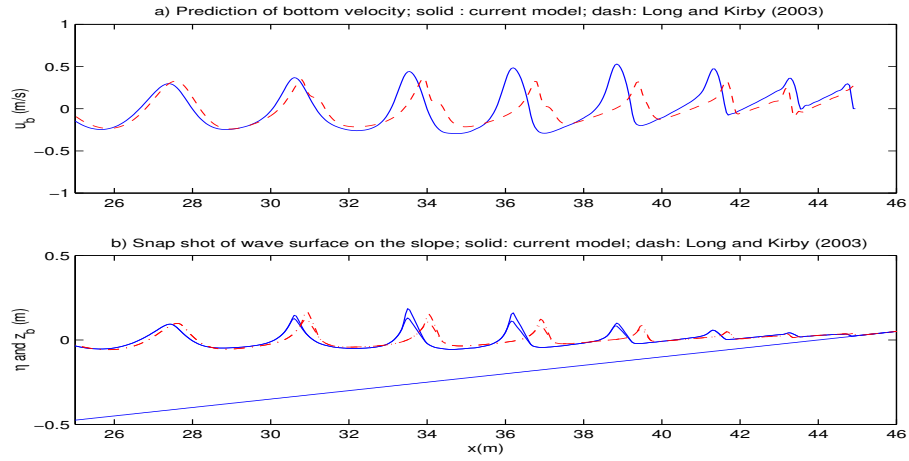 a) Prediction of bottom velocity; solid : current model; dash: Long and Kirby (2003)
1
0.5
0
−0.5
−1
u_b (m/s)
26 28 30 32 34 36 38 40 42 44 46
b) Snap shot of wave surface on the slope; solid: current model; dash: Long and Kirby (2003)
0.5
0
−0.5
η and z_b (m)
26 28 30 32 34 36 38 40 42 44 46
x(m)